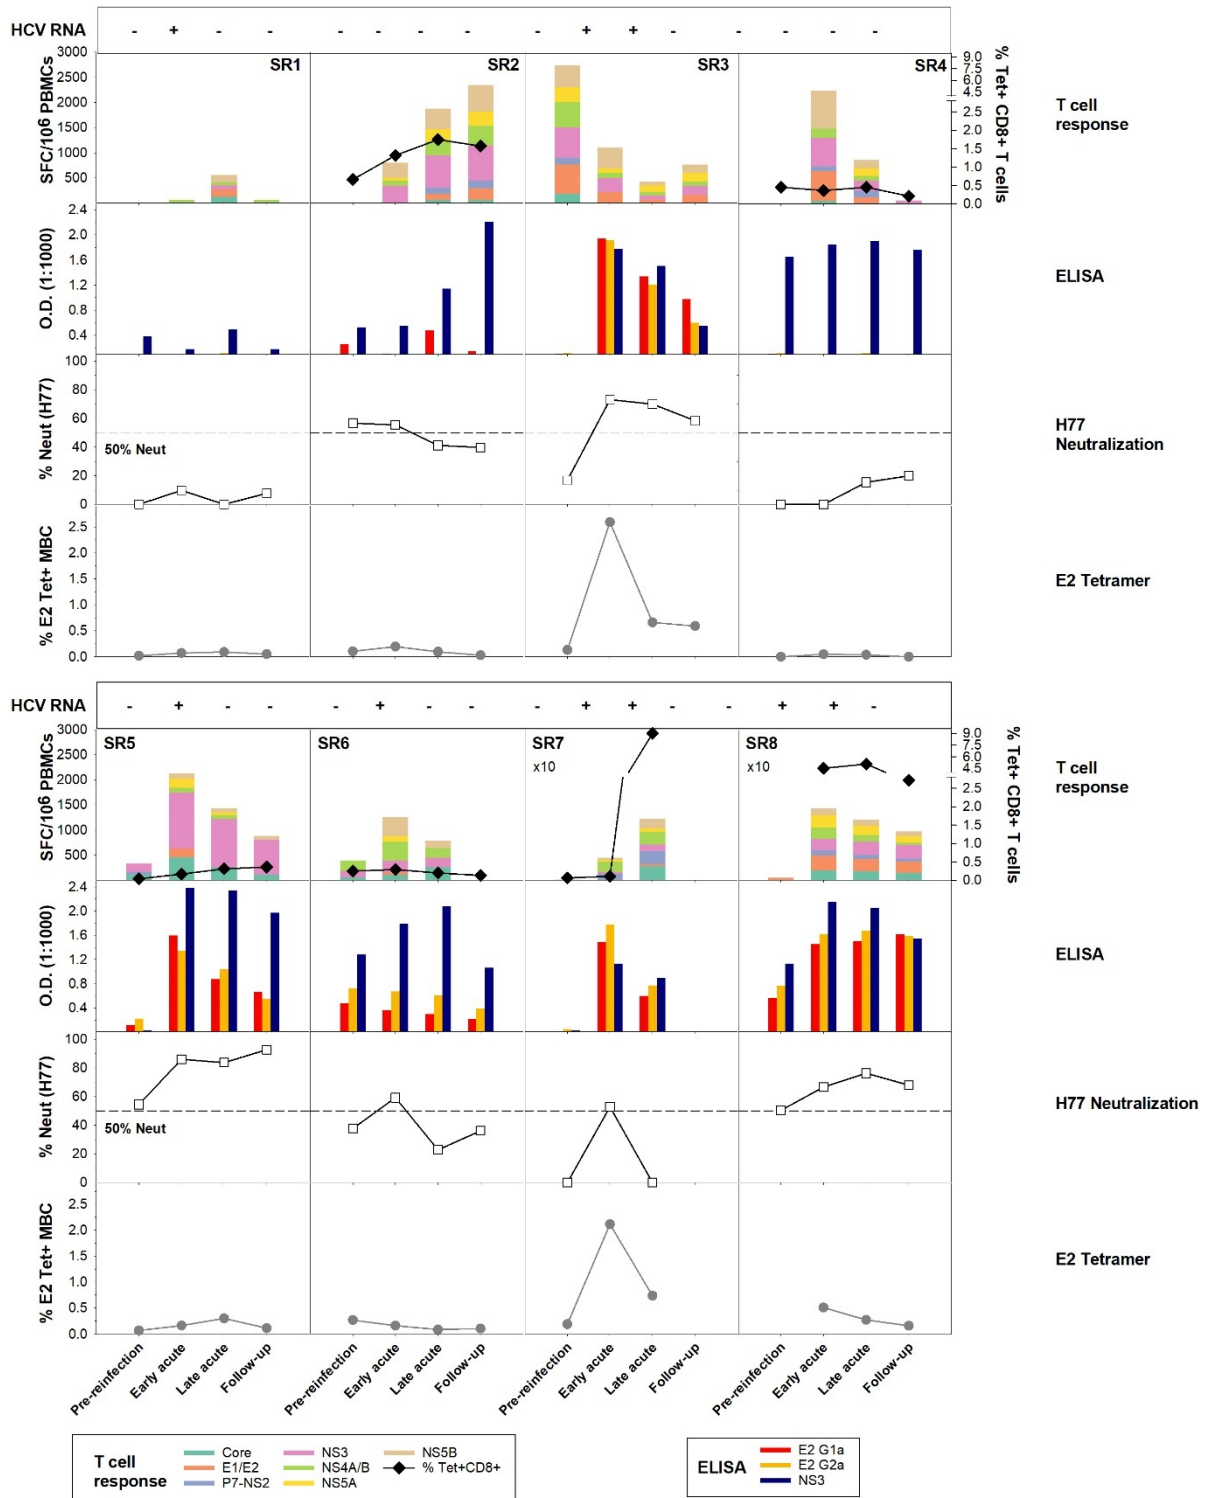 HCV RNA - + - - - - - - - + + - - - -
3000
2500
2000
1500
1000
500
SFC/10⁶ PBMCs
SR1
SR2
SR3
SR4
9.0
7.5
6.0
4.5
2.5
2.0
1.5
1.0
0.5
0.0
% Tet+ CD8+ T cells
T cell
response
2.4
2.0
1.6
1.2
0.8
0.4
O.D. (1:1000)
ELISA
100
80
60
40
20
0
% Neut (H77)
50% Neut
H77
Neutralization
2.5
2.0
1.5
1.0
0.5
0.0
% E2 Tet+ MBC
E2 Tetramer
HCV RNA - + - - - + - - - + + - - + + -
3000
2500
2000
1500
1000
500
SFC/10⁶ PBMCs
SR5
SR6
SR7
x10
SR8
x10
9.0
7.5
6.0
4.5
2.5
2.0
1.5
1.0
0.5
0.0
% Tet+ CD8+ T cells
T cell
response
2.4
2.0
1.6
1.2
0.8
0.4
O.D. (1:1000)
ELISA
100
80
60
40
20
0
% Neut (H77)
50% Neut
H77 Neutralization
2.5
2.0
1.5
1.0
0.5
0.0
% E2 Tet+ MBC
E2 Tetramer
Pre-reinfection Early acute Late acute Follow-up Pre-reinfection Early acute Late acute Follow-up Pre-reinfection Early acute Late acute Follow-up Pre-reinfection Early acute Late acute Follow-up
T cell
response
Core
E1/E2
P7-NS2
NS3
NS4A/B
NS5A
NS5B
% Tet+CD8+
ELISA
E2 G1a
E2 G2a
NS3